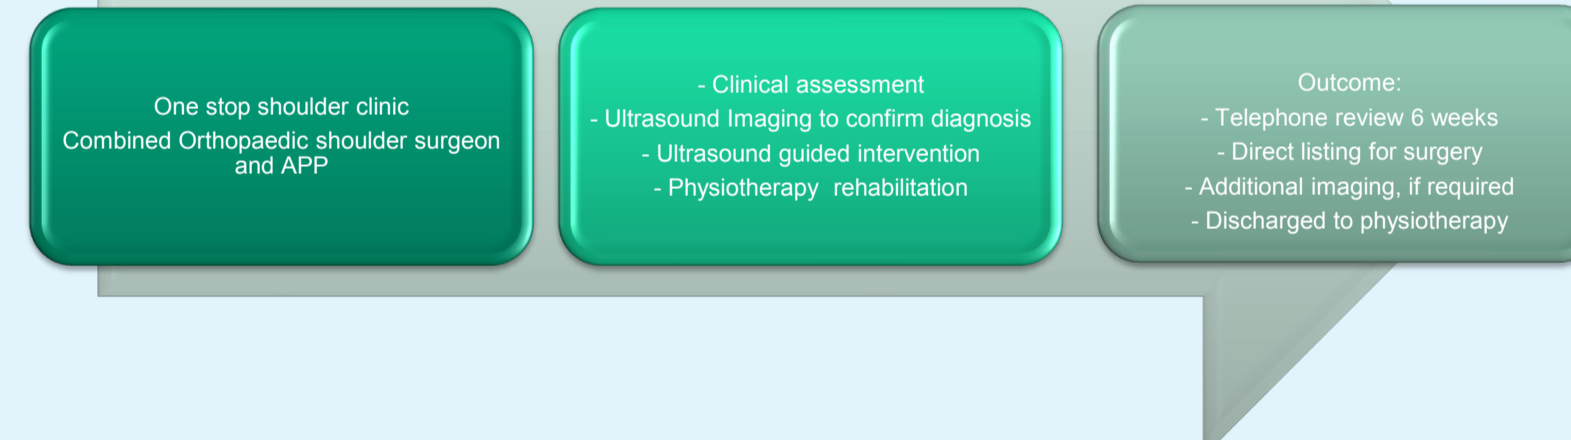 One stop shoulder clinic
Combined Orthopaedic shoulder surgeon
and APP
- Clinical assessment
- Ultrasound Imaging to confirm diagnosis
- Ultrasound guided intervention
- Physiotherapy  rehabilitation
Outcome:
- Telephone review 6 weeks
- Direct listing for surgery
- Additional imaging, if required
- Discharged to physiotherapy